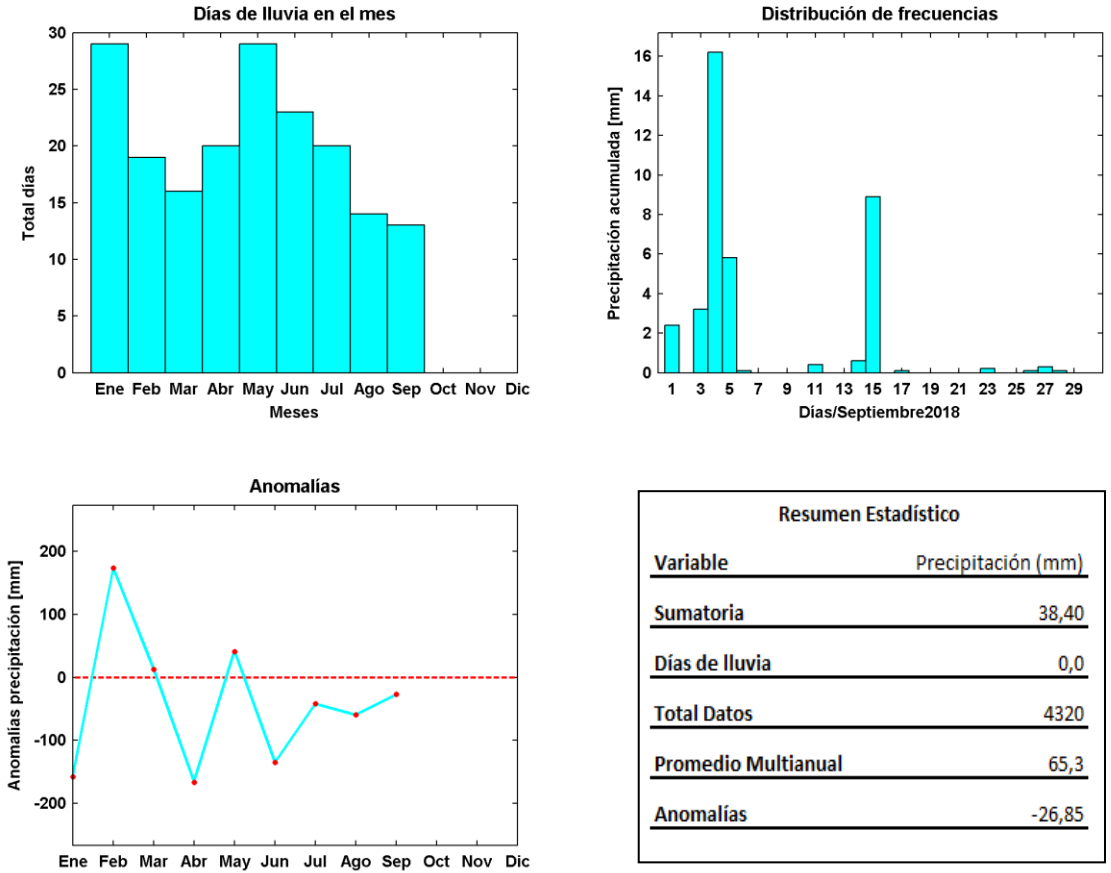 Días de lluvia en el mes
30
25
20
15
10
5
0
Total días
Ene Feb Mar Abr May Jun Jul Ago Sep Oct Nov Dic
Meses
Distribución de frecuencias
16
14
12
10
8
6
4
2
0
Precipitación acumulada [mm]
1 3 5 7 9 11 13 15 17 19 21 23 25 27 29
Días/Septiembre2018
Anomalías
200
100
0
-100
-200
Anomalías precipitación [mm]
Ene Feb Mar Abr May Jun Jul Ago Sep Oct Nov Dic
Resumen Estadístico
Variable Precipitación (mm)
Sumatoria 38,40
Días de lluvia 0,0
Total Datos 4320
Promedio Multianual 65,3
Anomalías -26,85